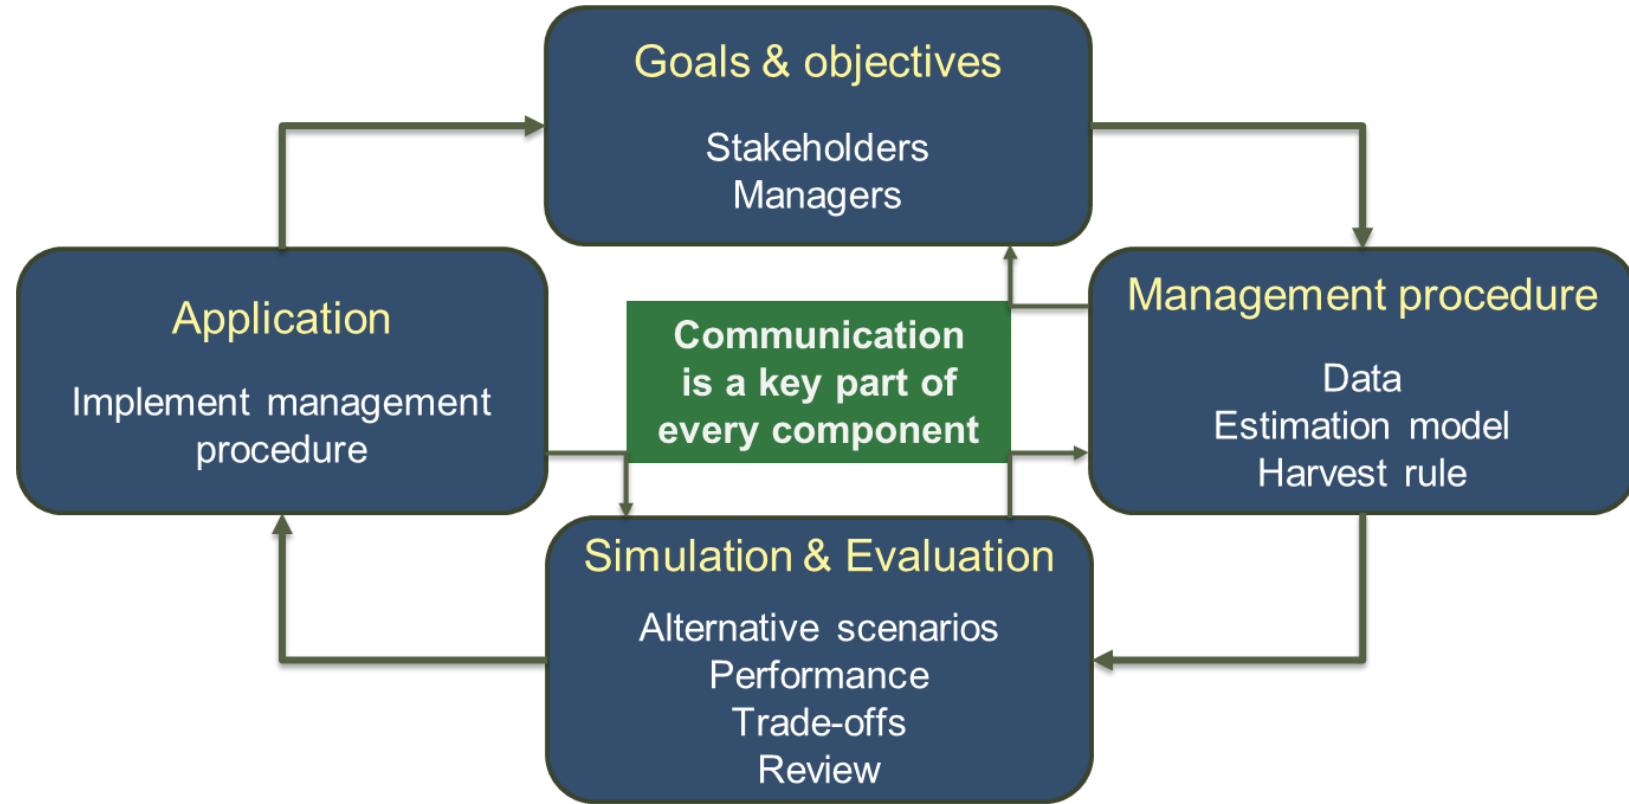 Goals & objectives
Stakeholders
Managers
Application
Implement management
procedure
Communication
is a key part of
every component
Management procedure
Data
Estimation model
Harvest rule
Simulation & Evaluation
Alternative scenarios
Performance
Trade-offs
Review